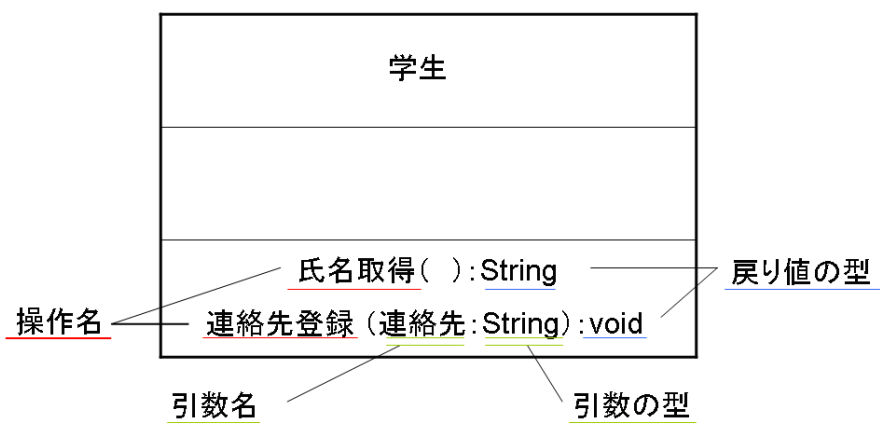 学生
氏名取得( ):String
戻り値の型
操作名
連絡先登録(連絡先:String):void
引数名
引数の型